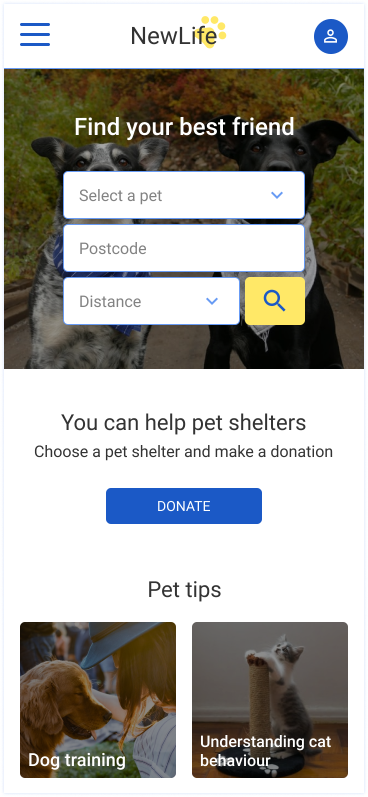 NewLife
Find your best friend
Select a pet
Postcode
Distance
You can help pet shelters
Choose a pet shelter and make a donation
DONATE
Pet tips
Dog training
Understanding cat
behaviour